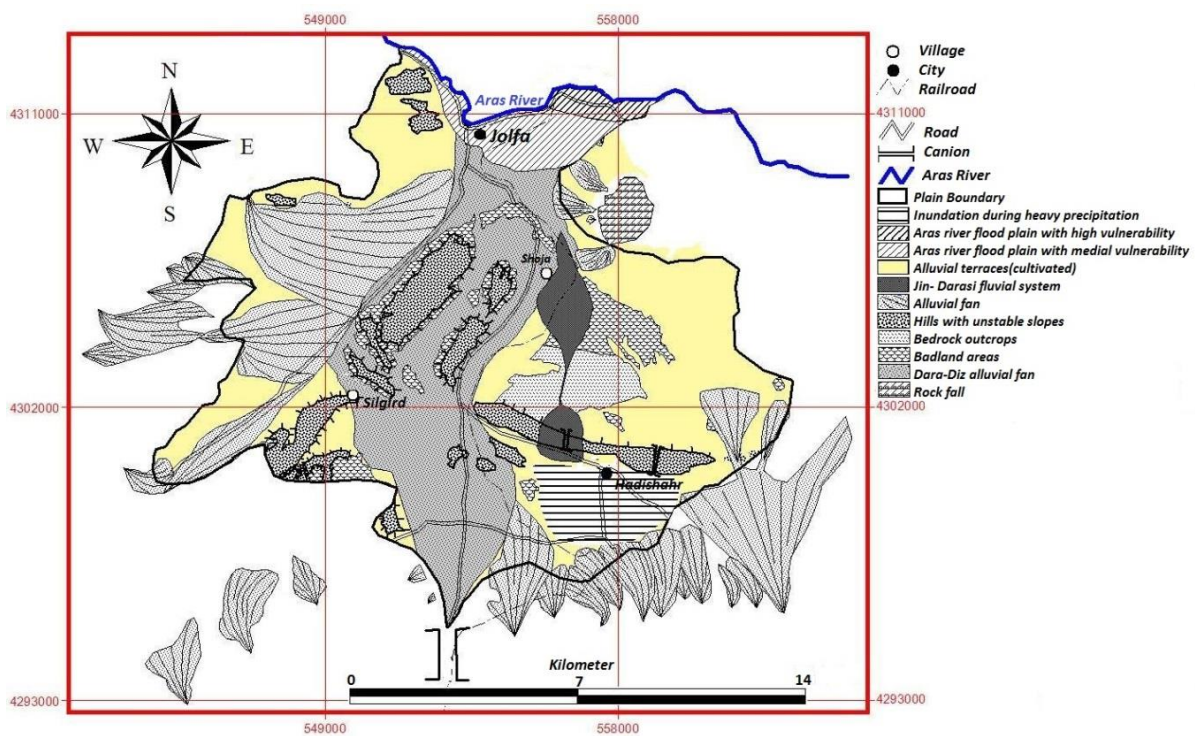 549000
558000
N
W
E
S
4311000
4311000
Aras River
Jolfa
Shoja
Silgird
4302000
4302000
Hadishahr
Kilometer
0
7
14
4293000
4293000
549000
558000
Village
City
Railroad
Road
Canion
Aras River
Plain Boundary
Inundation during heavy precipitation
Aras river flood plain with high vulnerability
Aras river flood plain with medial vulnerability
Alluvial terraces(cultivated)
Jin- Darasi fluvial system
Alluvial fan
Hills with unstable slopes
Bedrock outcrops
Badland areas
Dara-Diz alluvial fan
Rock fall